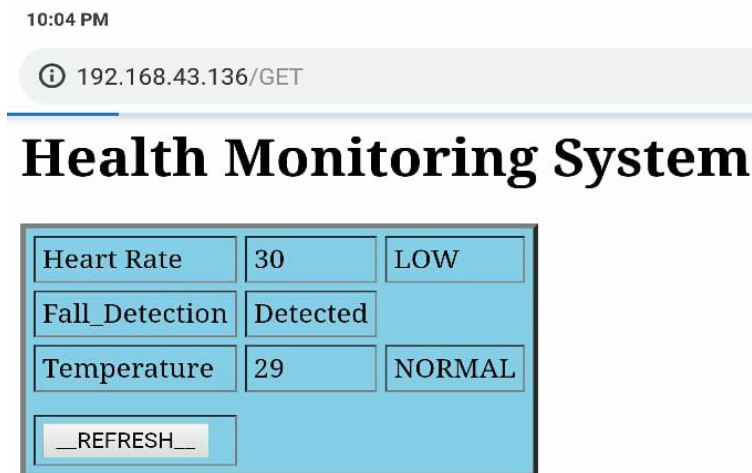 10:04 PM
192.168.43.136/GET
Health Monitoring System
Heart Rate 30 LOW
Fall_Detection Detected
Temperature 29 NORMAL
__REFRESH__